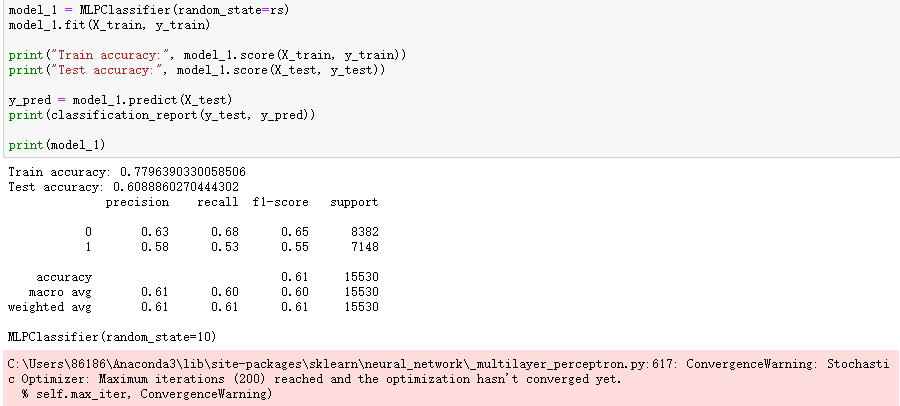 model_1 = MLPClassifier(random_state=rs)
model_1.fit(X_train, y_train)
print("Train accuracy:", model_1.score(X_train, y_train))
print("Test accuracy:", model_1.score(X_test, y_test))
y_pred = model_1.predict(X_test)
print(classification_report(y_test, y_pred))
print(model_1)
Train accuracy: 0.7796390330058506
Test accuracy: 0.6088860270444302
precision recall f1-score support
0 0.63 0.68 0.65 8382
1 0.58 0.53 0.55 7148
accuracy 0.61 15530
macro avg 0.61 0.60 0.60 15530
weighted avg 0.61 0.61 0.61 15530
MLPClassifier(random_state=10)
C:\Users\86186\Anaconda3\lib\site-packages\sklearn\neural_network\_multilayer_perceptron.py:617: ConvergenceWarning: Stochasti
c Optimizer: Maximum iterations (200) reached and the optimization hasn't converged yet.
% self.max_iter, ConvergenceWarning)